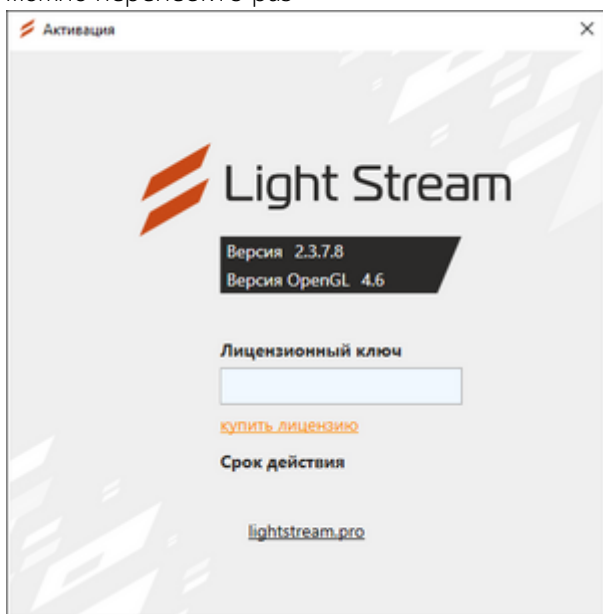 Активация
Light Stream
Версия 2.3.7.8
Версия OpenGL 4.6
Лицензионный ключ
купить лицензию
Срок действия
lightstream.pro